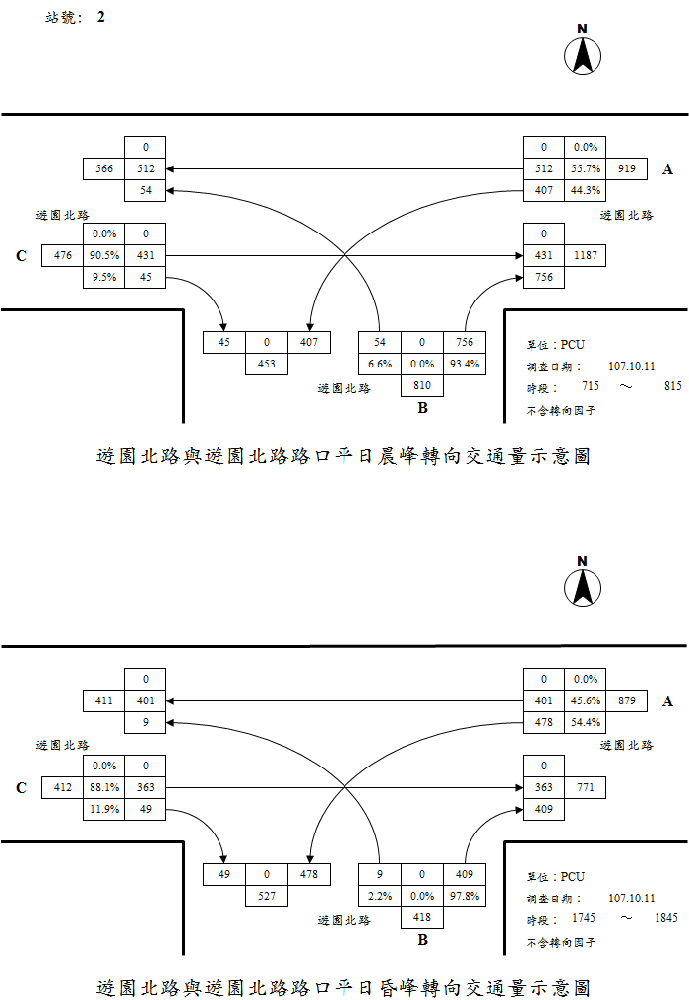 站號： 2
N
0
0 0.0%
566 512
512 55.7% 919 A
54
407 44.3%
遊園北路
遊園北路
0.0% 0
0
C 476 90.5% 431
431 1187
9.5% 45
756
45 0 407
54 0 756
453
6.6% 0.0% 93.4%
遊園北路
810
B
單位：PCU
調查日期： 107.10.11
時段： 715 ～ 815
不含轉向因子
遊園北路與遊園北路路口平日晨峰轉向交通量示意圖
N
0
0 0.0%
411 401
401 45.6% 879 A
9
478 54.4%
遊園北路
遊園北路
0.0% 0
0
C 412 88.1% 363
363 771
11.9% 49
409
49 0 478
9 0 409
527
2.2% 0.0% 97.8%
遊園北路
418
B
單位：PCU
調查日期： 107.10.11
時段： 1745 ～ 1845
不含轉向因子
遊園北路與遊園北路路口平日昏峰轉向交通量示意圖